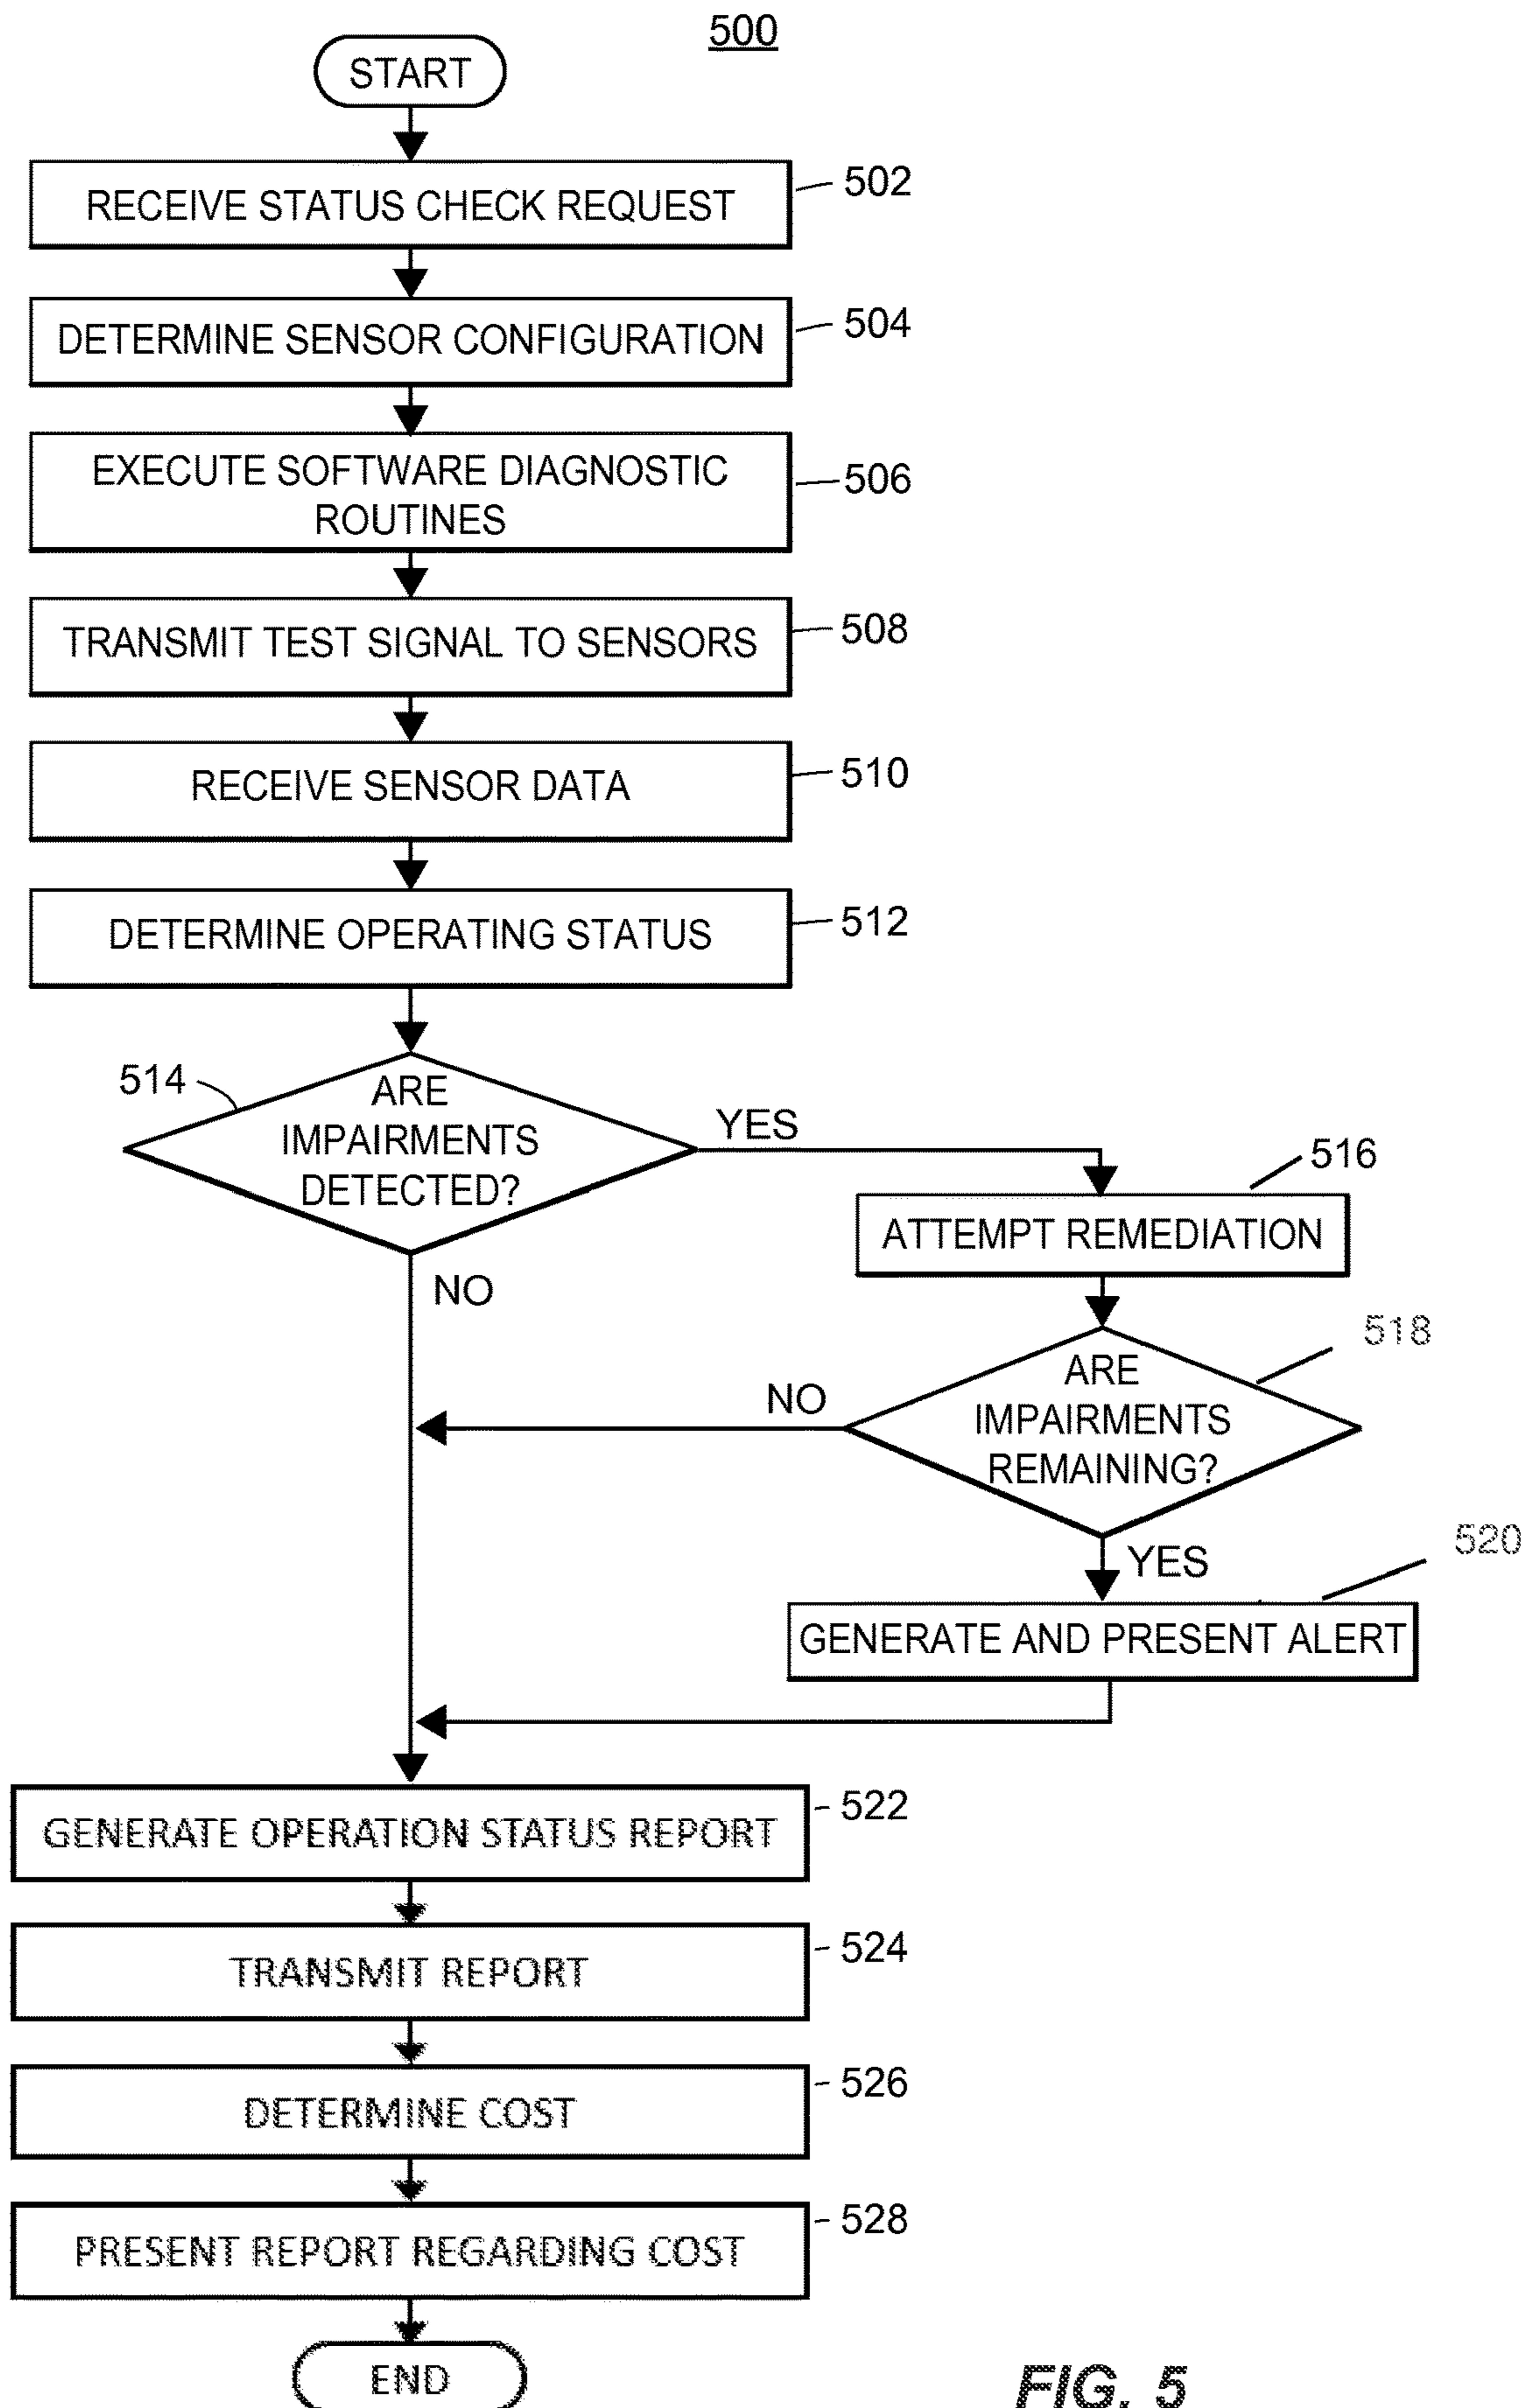 500
START
RECEIVE STATUS CHECK REQUEST
502
DETERMINE SENSOR CONFIGURATION
504
EXECUTE SOFTWARE DIAGNOSTIC
ROUTINES
506
TRANSMIT TEST SIGNAL TO SENSORS
508
RECEIVE SENSOR DATA
510
DETERMINE OPERATING STATUS
512
514
ARE
IMPAIRMENTS
DETECTED?
YES
NO
516
ATTEMPT REMEDIATION
518
ARE
IMPAIRMENTS
REMAINING?
NO
YES
520
GENERATE AND PRESENT ALERT
GENERATE OPERATION STATUS REPORT
522
TRANSMIT REPORT
524
DETERMINE COST
526
PRESENT REPORT REGARDING COST
528
END
FIG. 5